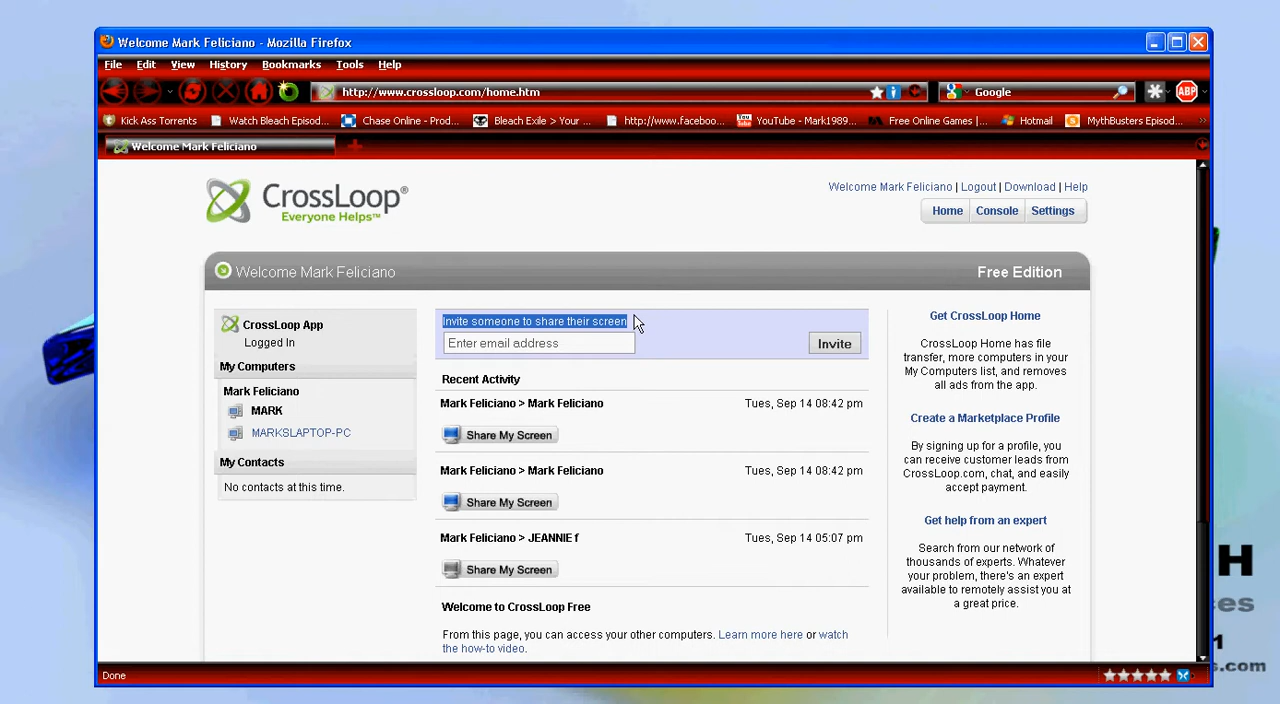 Welcome Mark Feliciano - Mozilla Firefox
File Edit View History Bookmarks Tools Help
http://www.crossloop.com/home.htm Google ABP
Kick Ass Torrents Watch Bleach Episod... Chase Online - Prod... Bleach Exile > Your ... http://www.faceboo... YouTube - Mark1989... Free Online Games |... Hotmail MythBusters Episod...
Welcome Mark Feliciano
CrossLoop®
Everyone Helps™
Welcome Mark Feliciano | Logout | Download | Help
Home Console Settings
Welcome Mark Feliciano Free Edition
CrossLoop App
Logged In
My Computers
Mark Feliciano
MARK
MARKSLAPTOP-PC
My Contacts
No contacts at this time.
Invite someone to share their screen
Enter email address Invite
Recent Activity
Mark Feliciano > Mark Feliciano Tues, Sep 14 08:42 pm
Share My Screen
Mark Feliciano > Mark Feliciano Tues, Sep 14 08:42 pm
Share My Screen
Mark Feliciano > JEANNIE f Tues, Sep 14 05:07 pm
Share My Screen
Welcome to CrossLoop Free
From this page, you can access your other computers. Learn more here or watch
the how-to video.
Get CrossLoop Home
CrossLoop Home has file
transfer, more computers in your
My Computers list, and removes
all ads from the app.
Create a Marketplace Profile
By signing up for a profile, you
can receive customer leads from
CrossLoop.com, chat, and easily
accept payment.
Get help from an expert
Search from our network of
thousands of experts. Whatever
your problem, there's an expert
available to remotely assist you at
a great price.
Done
H
ces
1
s.com